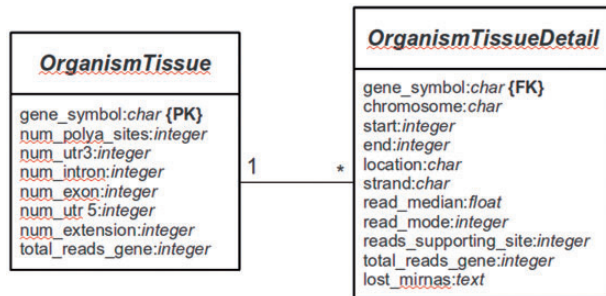 OrganismTissue
gene_symbol:char {PK}
num_polya_sites:integer
num_utr3:integer
num_intron:integer
num_exon:integer
num_utr 5:integer
num_extension:integer
total_reads_gene:integer
1
*
OrganismTissueDetail
gene_symbol:char {FK}
chromosome:char
start:integer
end:integer
location:char
strand:char
read_median:float
read_mode:integer
reads_supporting_site:integer
total_reads_gene:integer
lost_mirnas:text